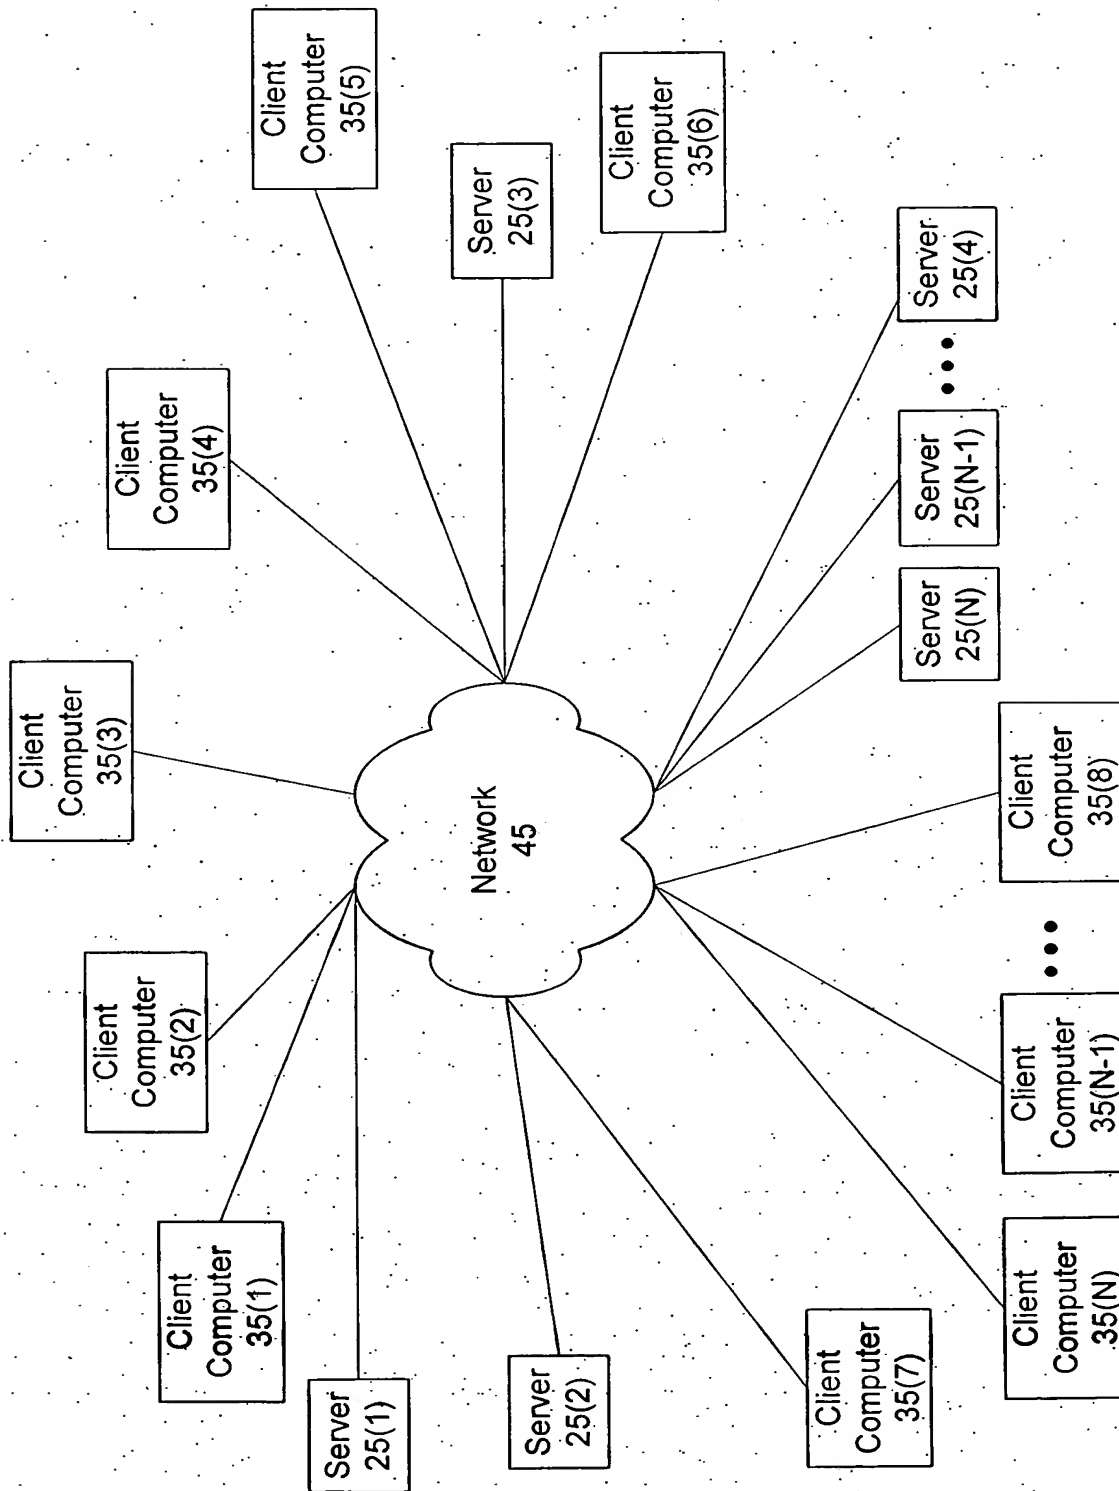 Client
Computer
35(1)
Client
Computer
35(2)
Client
Computer
35(3)
Client
Computer
35(4)
Client
Computer
35(5)
Server
25(1)
Server
25(2)
Network
45
Server
25(3)
Client
Computer
35(6)
Client
Computer
35(7)
Server
25(N)
Server
25(N-1)
•••
Server
25(4)
Client
Computer
35(N)
Client
Computer
35(N-1)
•••
Client
Computer
35(8)